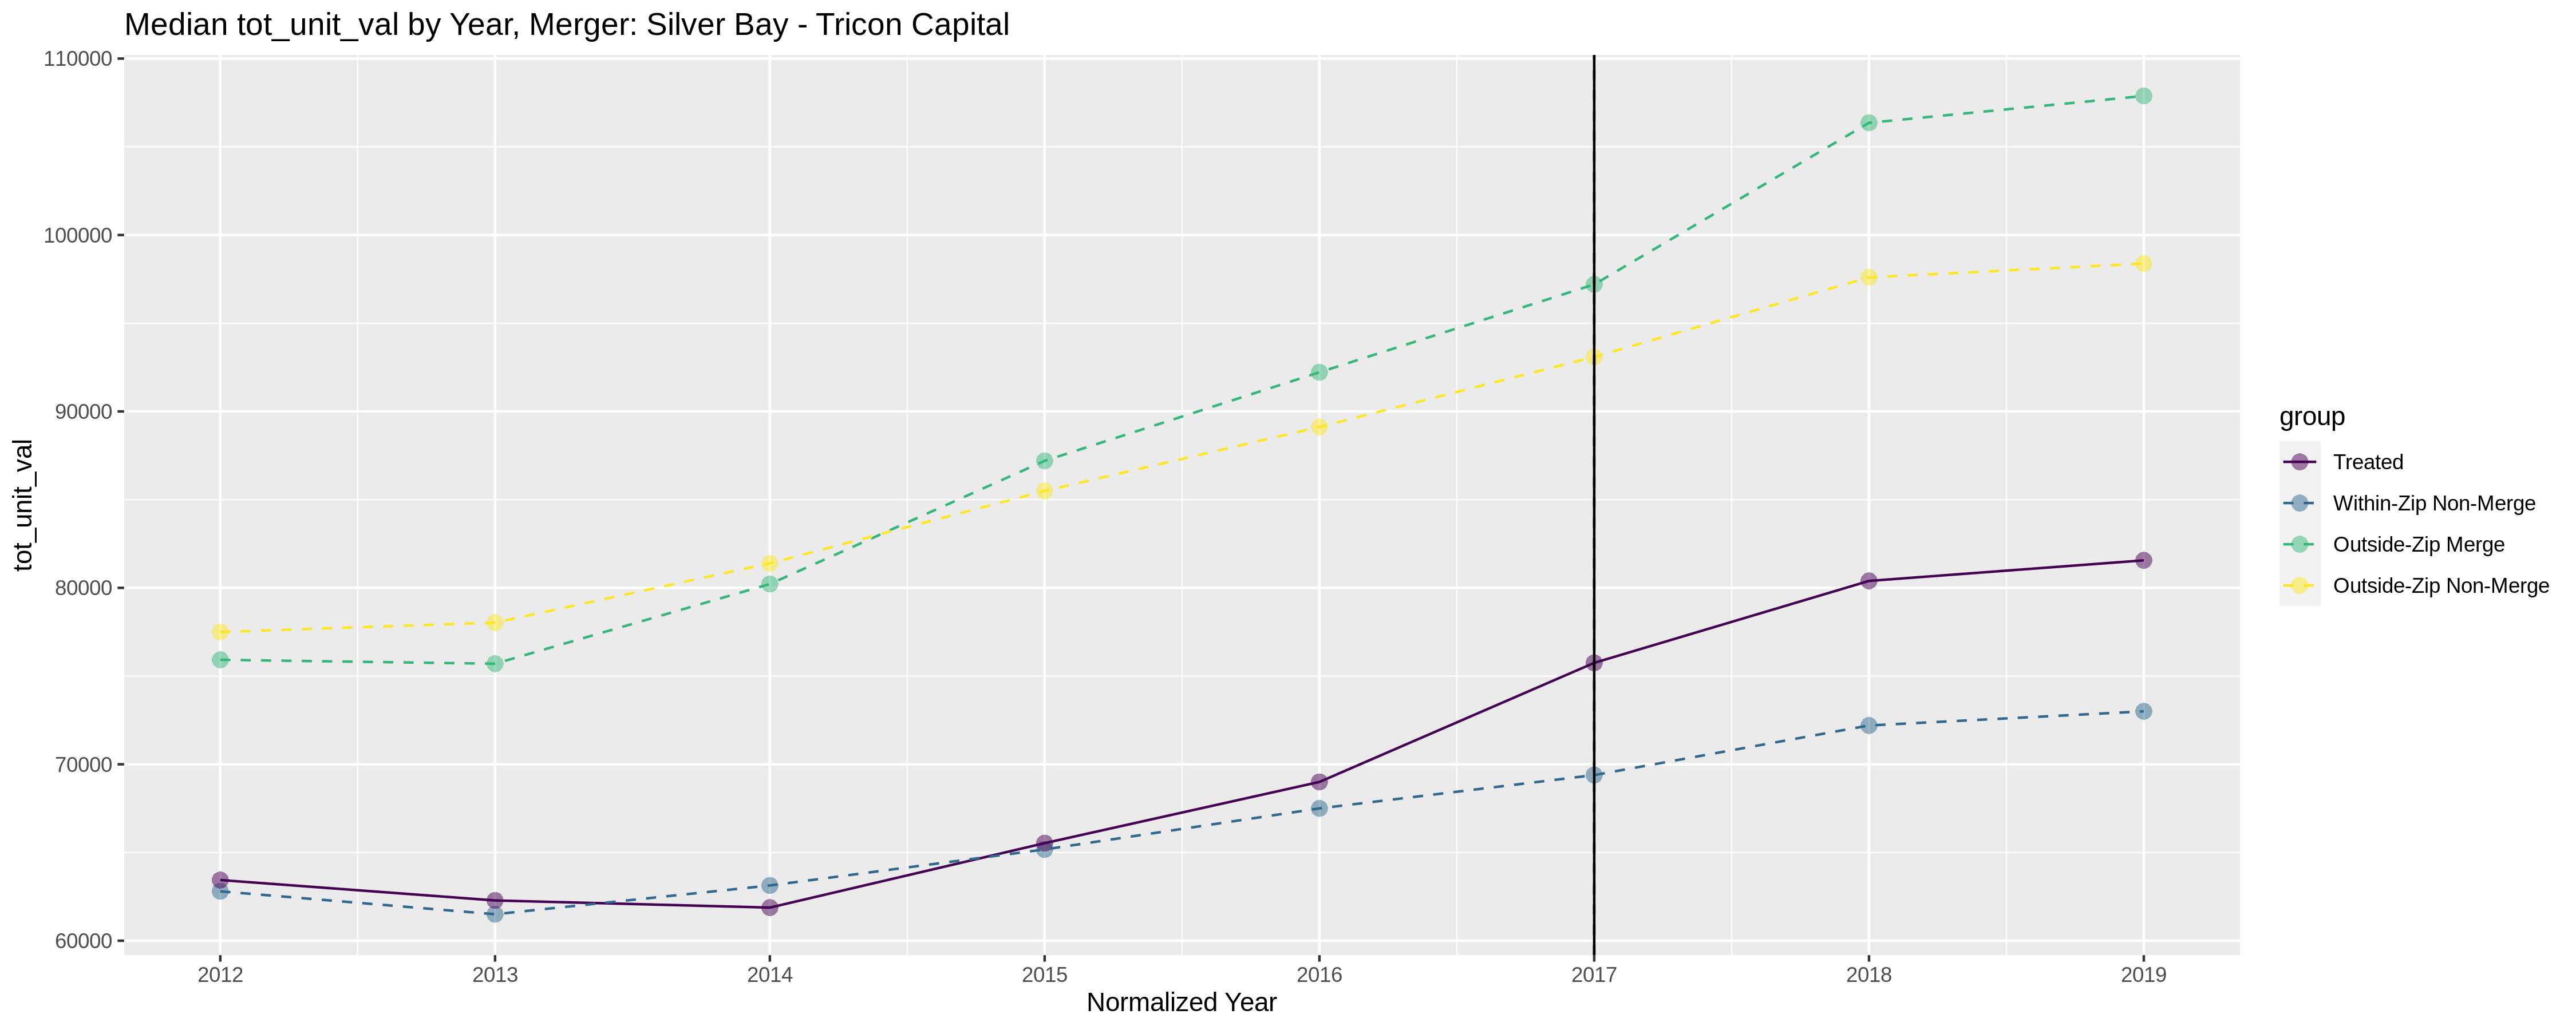 Median tot_unit_val by Year, Merger: Silver Bay - Tricon Capital
110000
100000
90000
80000
70000
60000
tot_unit_val
2012 2013 2014 2015 2016 2017 2018 2019
Normalized Year
group
Treated
Within-Zip Non-Merge
Outside-Zip Merge
Outside-Zip Non-Merge